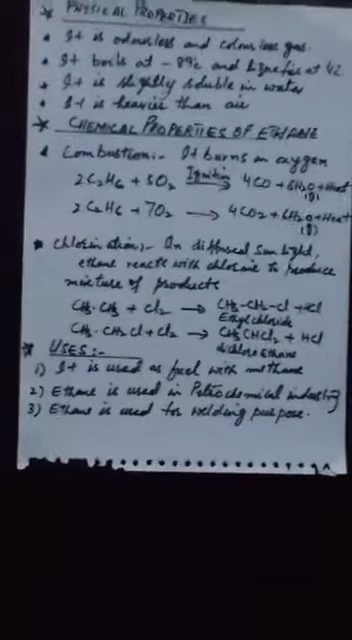 * PHYSICAL PROPERTIES
* It is odourless and colourless gas.
* It boils at -89c and liquefies at
* It is slightly soluble in water
* It is heavier than air
* CHEMICAL PROPERTIES OF ETHANE
• Combustion:- It burns in oxygen
2C2H6 + 5O2 Ignition → 4CO + 6H2O + Heat
(g)
2C2H6 + 7O2 → 4CO2 + 6H2O + Heat
(g)
• Chlorination:- In diffused Sunlight,
ethane reacts with chlorine to produce
mixture of products
CH3-CH3 + Cl2 → CH3-CH2-Cl + HCl
Ethylchloride
CH3-CH2Cl + Cl2 → CH3CHCl2 + HCl
dichloro Ethane
* USES:-
1) It is used as fuel with methane
2) Ethane is used in Petrochemical industry
3) Ethane is used for welding purpose.